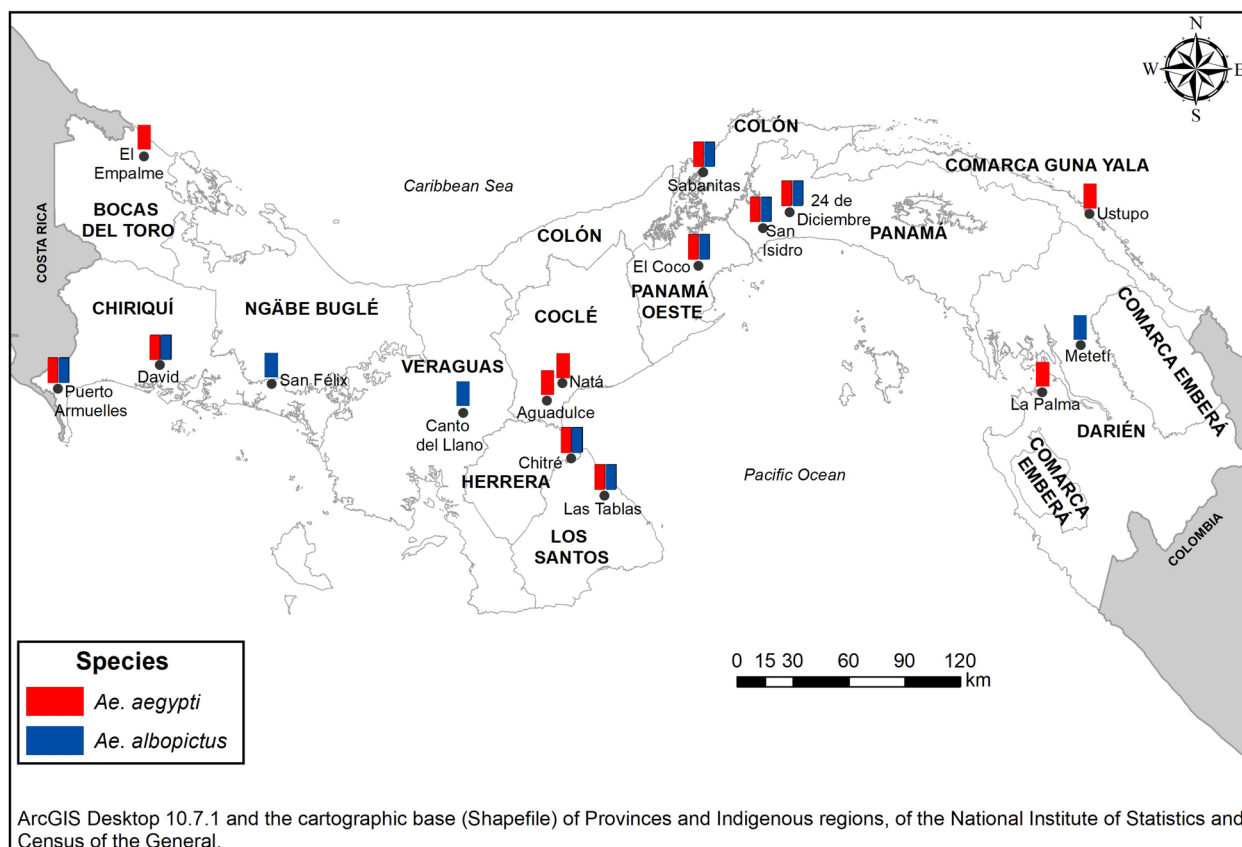 N
W
E
S
COLÓN
El
Empalme
Caribbean Sea
Sabanitas
COMARCA GUNA YALA
24 de
Diciembre
Ustupo
BOCAS
DEL TORO
COSTA RICA
COLÓN
San
Isidro
PANAMÁ
El Coco
PANAMÁ
OESTE
CHIRIQUÍ
NGÄBE BUGLÉ
COCLÉ
COMARCA EMBERÁ
Metetí
David
San Félix
VERAGUAS
Natá
Puerto
Armuelles
Aguadulce
La Palma
Canto
del Llano
DARIÉN
Chitré
HERRERA
Pacific Ocean
COMARCA
EMBERÁ
Las Tablas
LOS
SANTOS
COLOMBIA
Species
Ae. aegypti
Ae. albopictus
0 15 30 60 90 120
km
ArcGIS Desktop 10.7.1 and the cartographic base (Shapefile) of Provinces and Indigenous regions, of the National Institute of Statistics and
Census of the General.